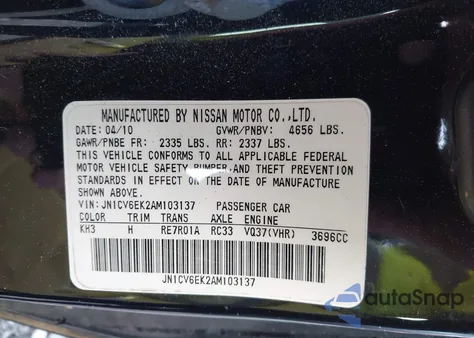 MANUFACTURED BY NISSAN MOTOR CO.,LTD.
DATE: 04/10 GVWR/PNBV: 4656 LBS.
GAWR/PNBE FR: 2335 LBS. RR: 2337 LBS.
THIS VEHICLE CONFORMS TO ALL APPLICABLE FEDERAL
MOTOR VEHICLE SAFETY, BUMPER, AND THEFT PREVENTION
STANDARDS IN EFFECT ON THE DATE OF MANUFACTURE
SHOWN ABOVE.
VIN: JN1CV6EK2AM103137 PASSENGER CAR
COLOR TRIM TRANS AXLE ENGINE
KH3 H RE7R01A RC33 VQ37(VHR) 3696CC
JN1CV6EK2AM103137
autoSnap